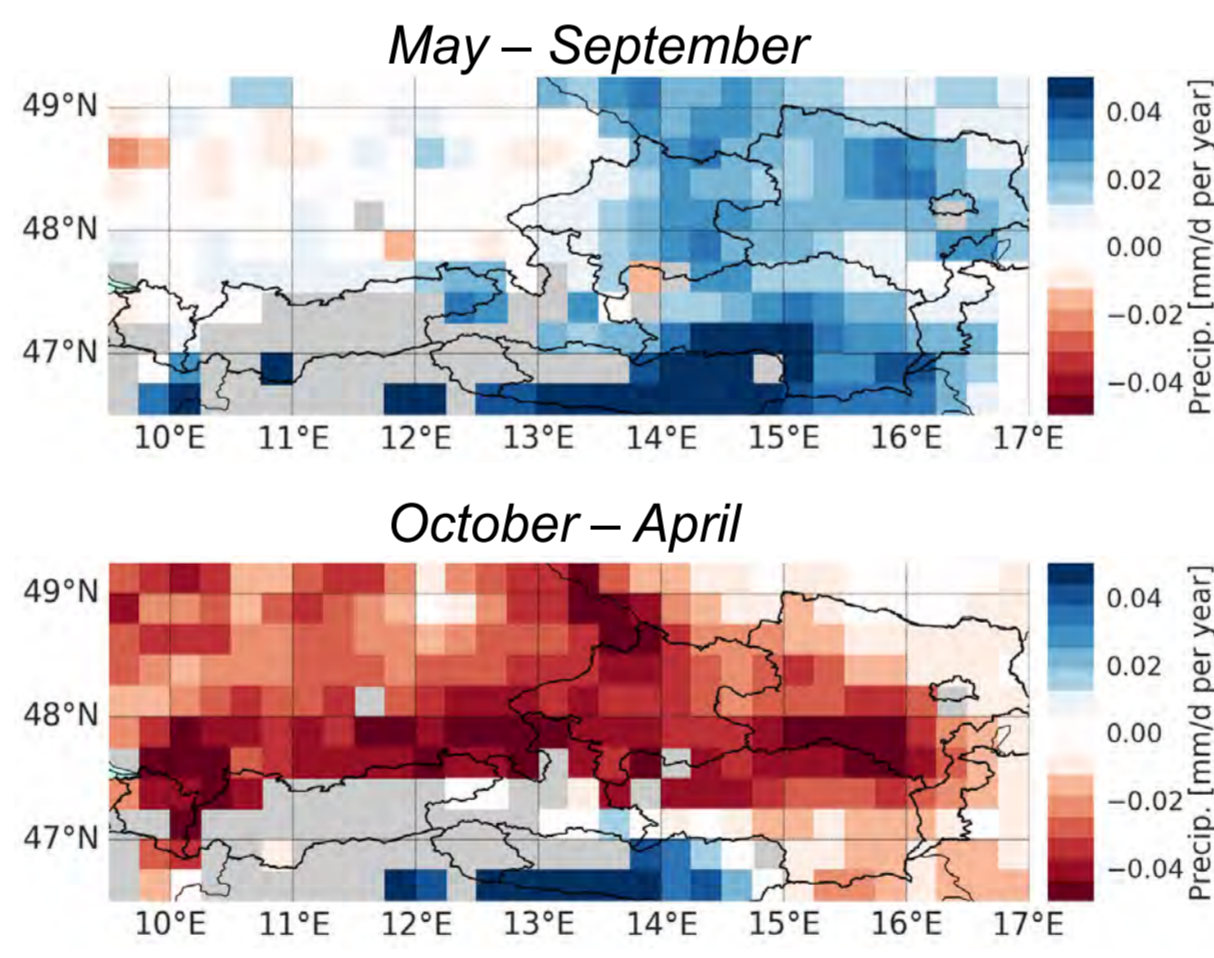 May – September
49°N
48°N
47°N
10°E 11°E 12°E 13°E 14°E 15°E 16°E 17°E
0.04
0.02
0.00
−0.02
−0.04
Precip. [mm/d per year]
October – April
49°N
48°N
47°N
10°E 11°E 12°E 13°E 14°E 15°E 16°E 17°E
0.04
0.02
0.00
−0.02
−0.04
Precip. [mm/d per year]